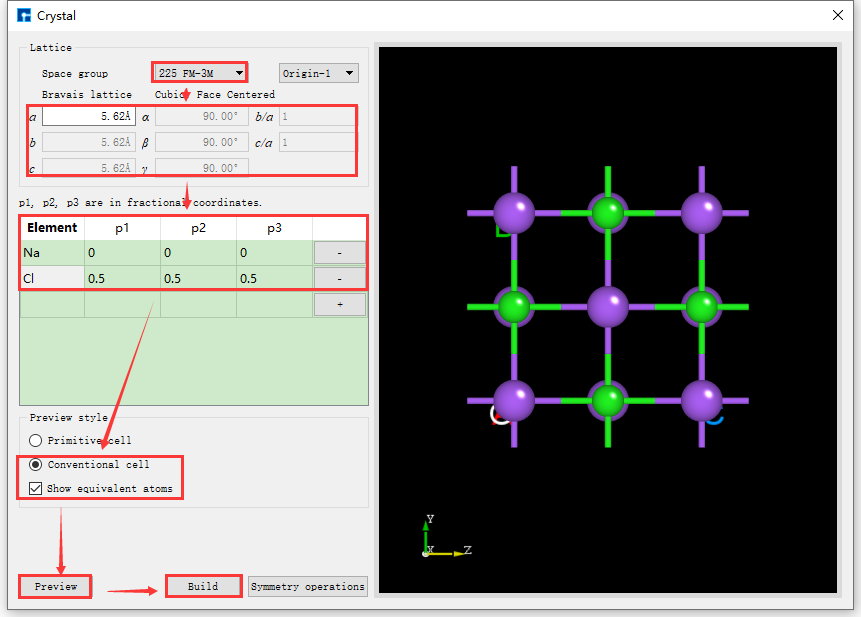 Crystal
Lattice
Space group 225 FM-3M Origin-1
Bravais lattice Cubic Face Centered
a 5.62Å α 90.00° b/a 1
b 5.62Å β 90.00° c/a 1
c 5.62Å γ 90.00°
p1, p2, p3 are in fractional coordinates.
Element p1 p2 p3
Na 0 0 0 -
Cl 0.5 0.5 0.5 -
+
Preview style
Primitive cell
Conventional cell
Show equivalent atoms
Preview Build Symmetry operations
Y
X Z